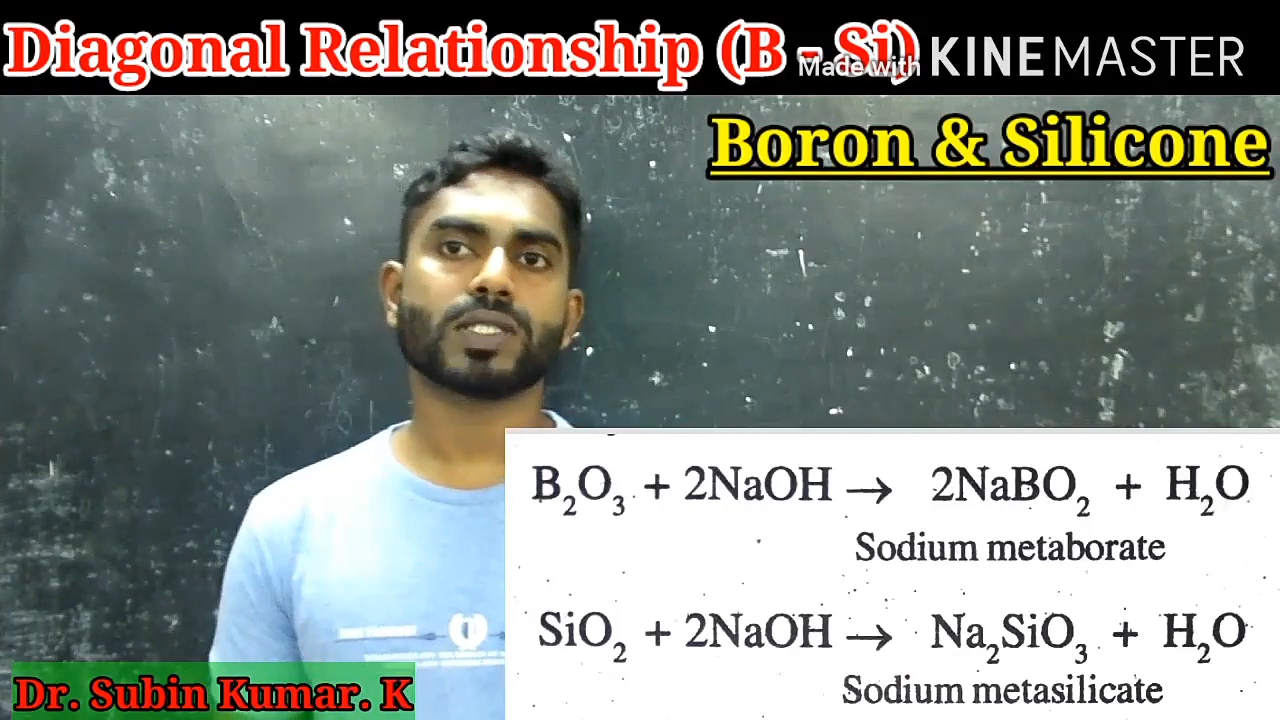 Diagonal Relationship (B - Si)
Made with KINEMASTER
Boron & Silicone
B₂O₃ + 2NaOH → 2NaBO₂ + H₂O
Sodium metaborate
SiO₂ + 2NaOH → Na₂SiO₃ + H₂O
Sodium metasilicate
Dr. Subin Kumar. K